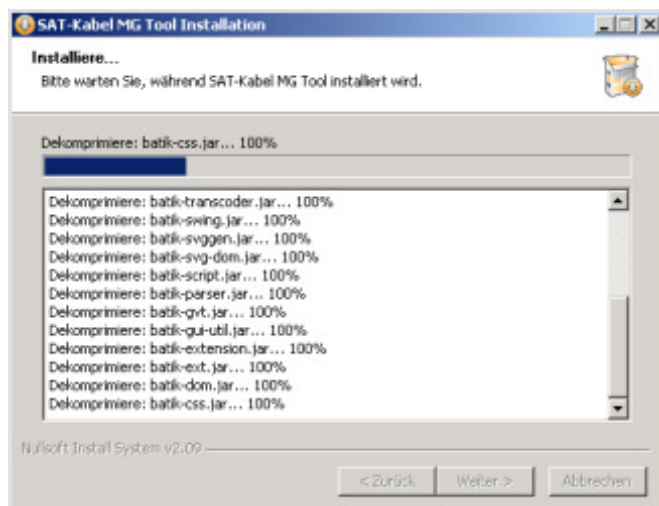 SAT-Kabel MG Tool Installation
Installiere...
Bitte warten Sie, während SAT-Kabel MG Tool installiert wird.
Dekomprimiere: batik-css.jar... 100%
Dekomprimiere: batik-transcoder.jar... 100%
Dekomprimiere: batik-swing.jar... 100%
Dekomprimiere: batik-svggen.jar... 100%
Dekomprimiere: batik-svg-dom.jar... 100%
Dekomprimiere: batik-script.jar... 100%
Dekomprimiere: batik-parser.jar... 100%
Dekomprimiere: batik-gvt.jar... 100%
Dekomprimiere: batik-gui-util.jar... 100%
Dekomprimiere: batik-extension.jar... 100%
Dekomprimiere: batik-ext.jar... 100%
Dekomprimiere: batik-dom.jar... 100%
Dekomprimiere: batik-css.jar... 100%
Nullsoft Install System v2.09
< Zurück Weiter > Abbrechen